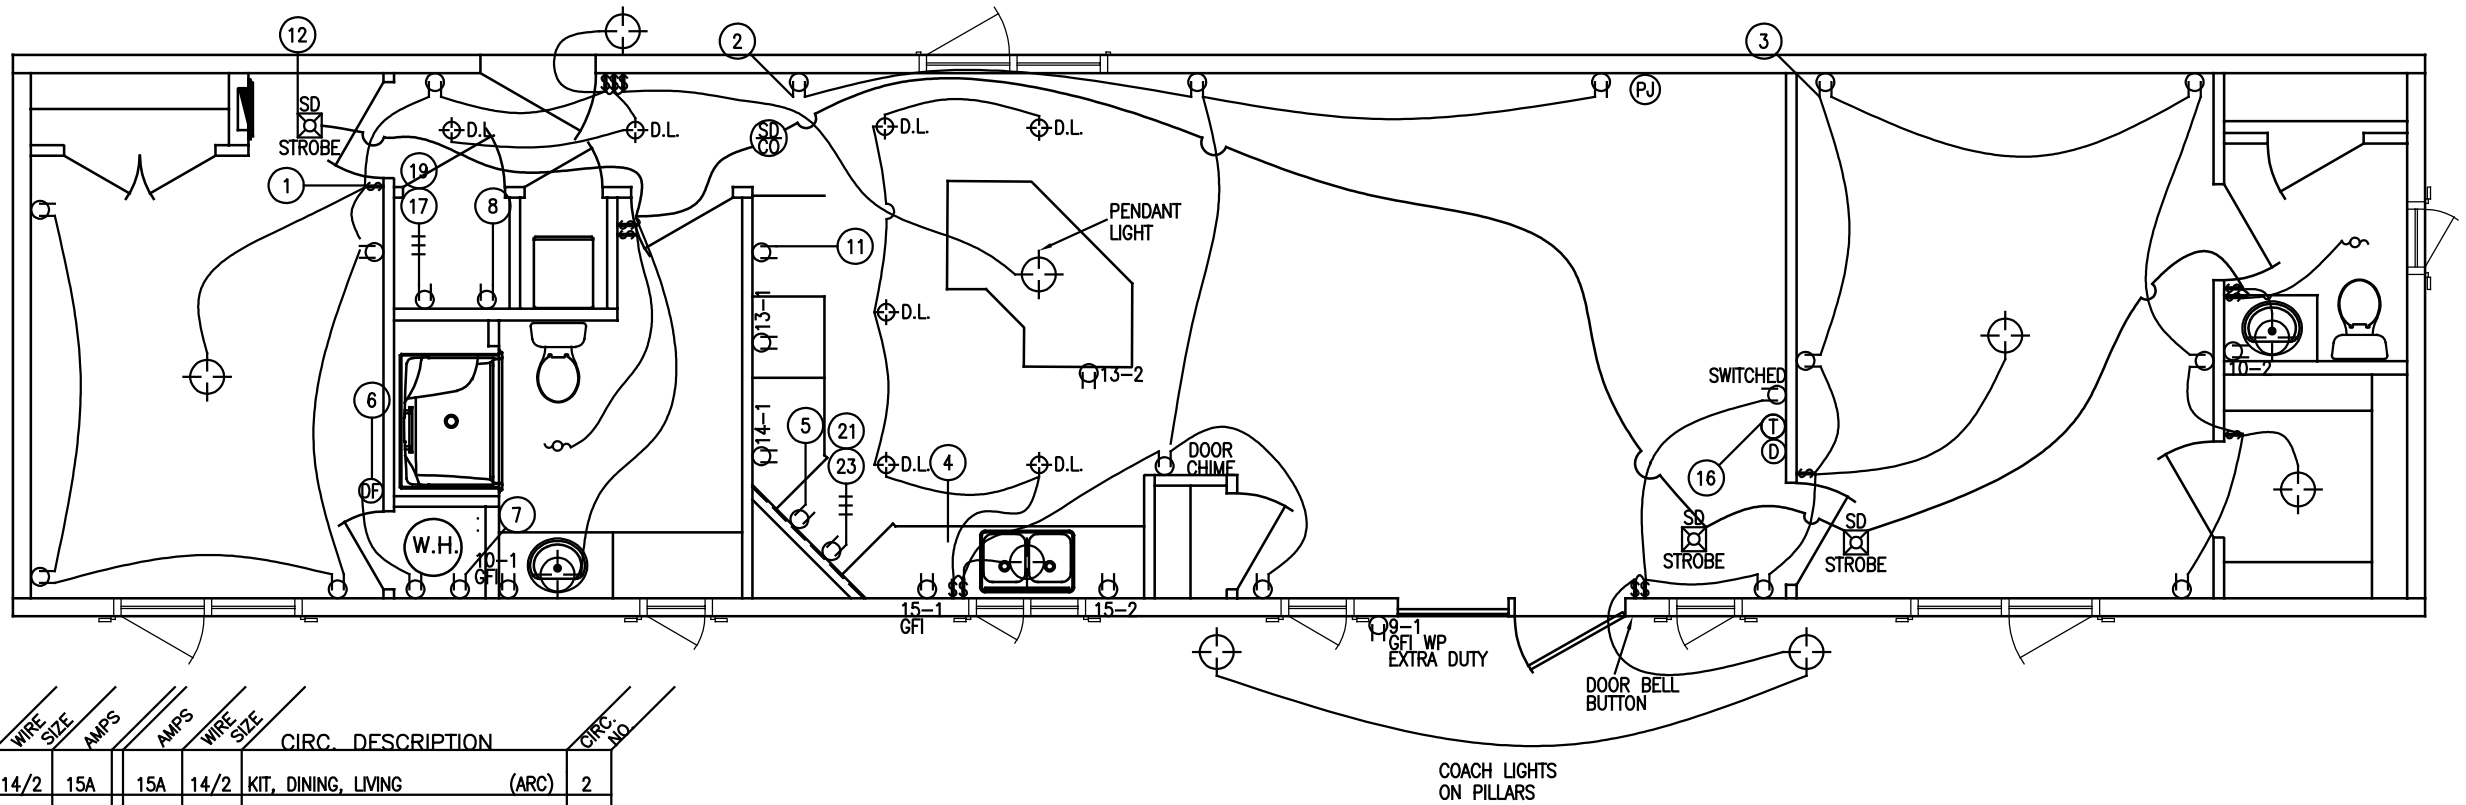 12
2
3
SD
STROBE
D.L.
D.L.
SD
CO
D.L.
D.L.
PJ
1
19
17
8
PENDANT
LIGHT
11
13-1
D.L.
13-2
SWITCHED
10-2
6
14-1
5
21
23
D.L.
4
D.L.
DOOR
CHIME
T
D
16
DF
7
W.H.
10-1
GFI
SD
STROBE
SD
STROBE
15-1
GFI
15-2
9-1
GFI WP
EXTRA DUTY
DOOR BELL
BUTTON
COACH LIGHTS
ON PILLARS
WIRE
SIZE
AMPS
AMPS
WIRE
SIZE
CIRC. DESCRIPTION
CIRC.
NO.
14/2 15A 15A 14/2 KIT, DINING, LIVING (ARC) 2